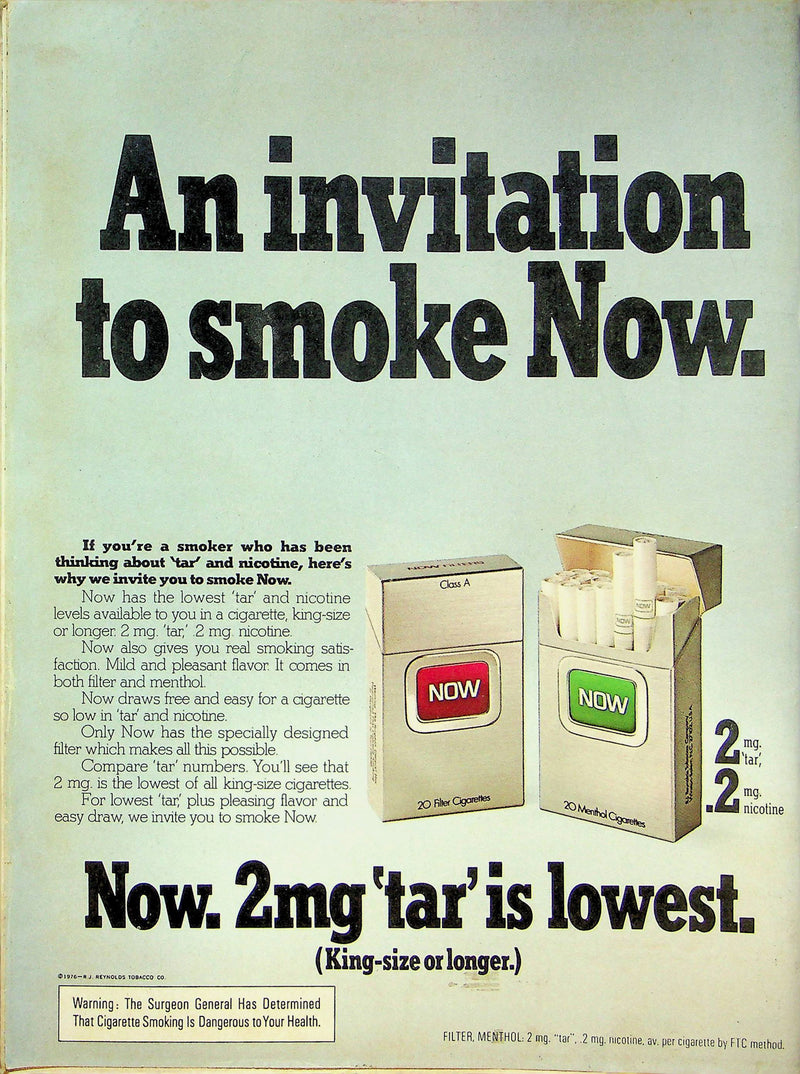 An invitation
to smoke Now.
If you're a smoker who has been
thinking about 'tar' and nicotine, here's
why we invite you to smoke Now.
Now has the lowest 'tar' and nicotine
levels available to you in a cigarette, king-size
or longer. 2 mg. 'tar,' .2 mg. nicotine.
Now also gives you real smoking satis-
faction. Mild and pleasant flavor. It comes in
both filter and menthol.
Now draws free and easy for a cigarette
so low in 'tar' and nicotine.
Only Now has the specially designed
filter which makes all this possible.
Compare 'tar' numbers. You'll see that
2 mg. is the lowest of all king-size cigarettes.
For lowest 'tar,' plus pleasing flavor and
easy draw, we invite you to smoke Now.
NOW FILTERS
Class A
NOW
20 Filter Cigarettes
NOW
NOW
NOW
20 Menthol Cigarettes
2 mg. 'tar,'
.2 mg. nicotine
Now. 2mg 'tar' is lowest.
(King-size or longer.)
©1976—R.J. REYNOLDS TOBACCO CO.
Warning: The Surgeon General Has Determined
That Cigarette Smoking Is Dangerous to Your Health.
FILTER, MENTHOL: 2 mg. "tar", .2 mg. nicotine, av. per cigarette by FTC method.